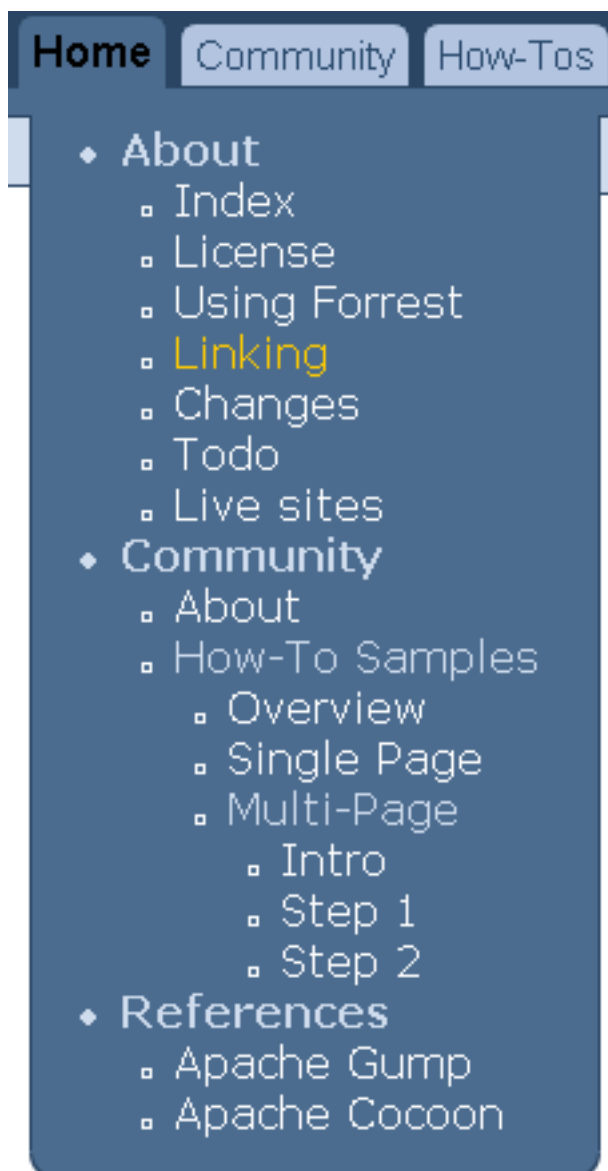 Home Community How-Tos
About
Index
License
Using Forrest
Linking
Changes
Todo
Live sites
Community
About
How-To Samples
Overview
Single Page
Multi-Page
Intro
Step 1
Step 2
References
Apache Gump
Apache Cocoon